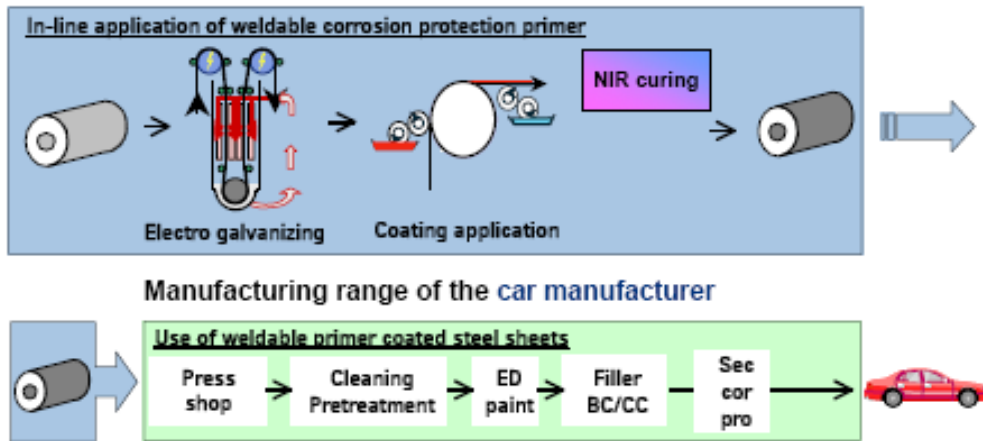 In-line application of weldable corrosion protection primer
NIR curing
Electro galvanizing
Coating application
Manufacturing range of the car manufacturer
Use of weldable primer coated steel sheets
Press
shop
Cleaning
Pretreatment
ED
paint
Filler
BC/CC
Sec
cor
pro